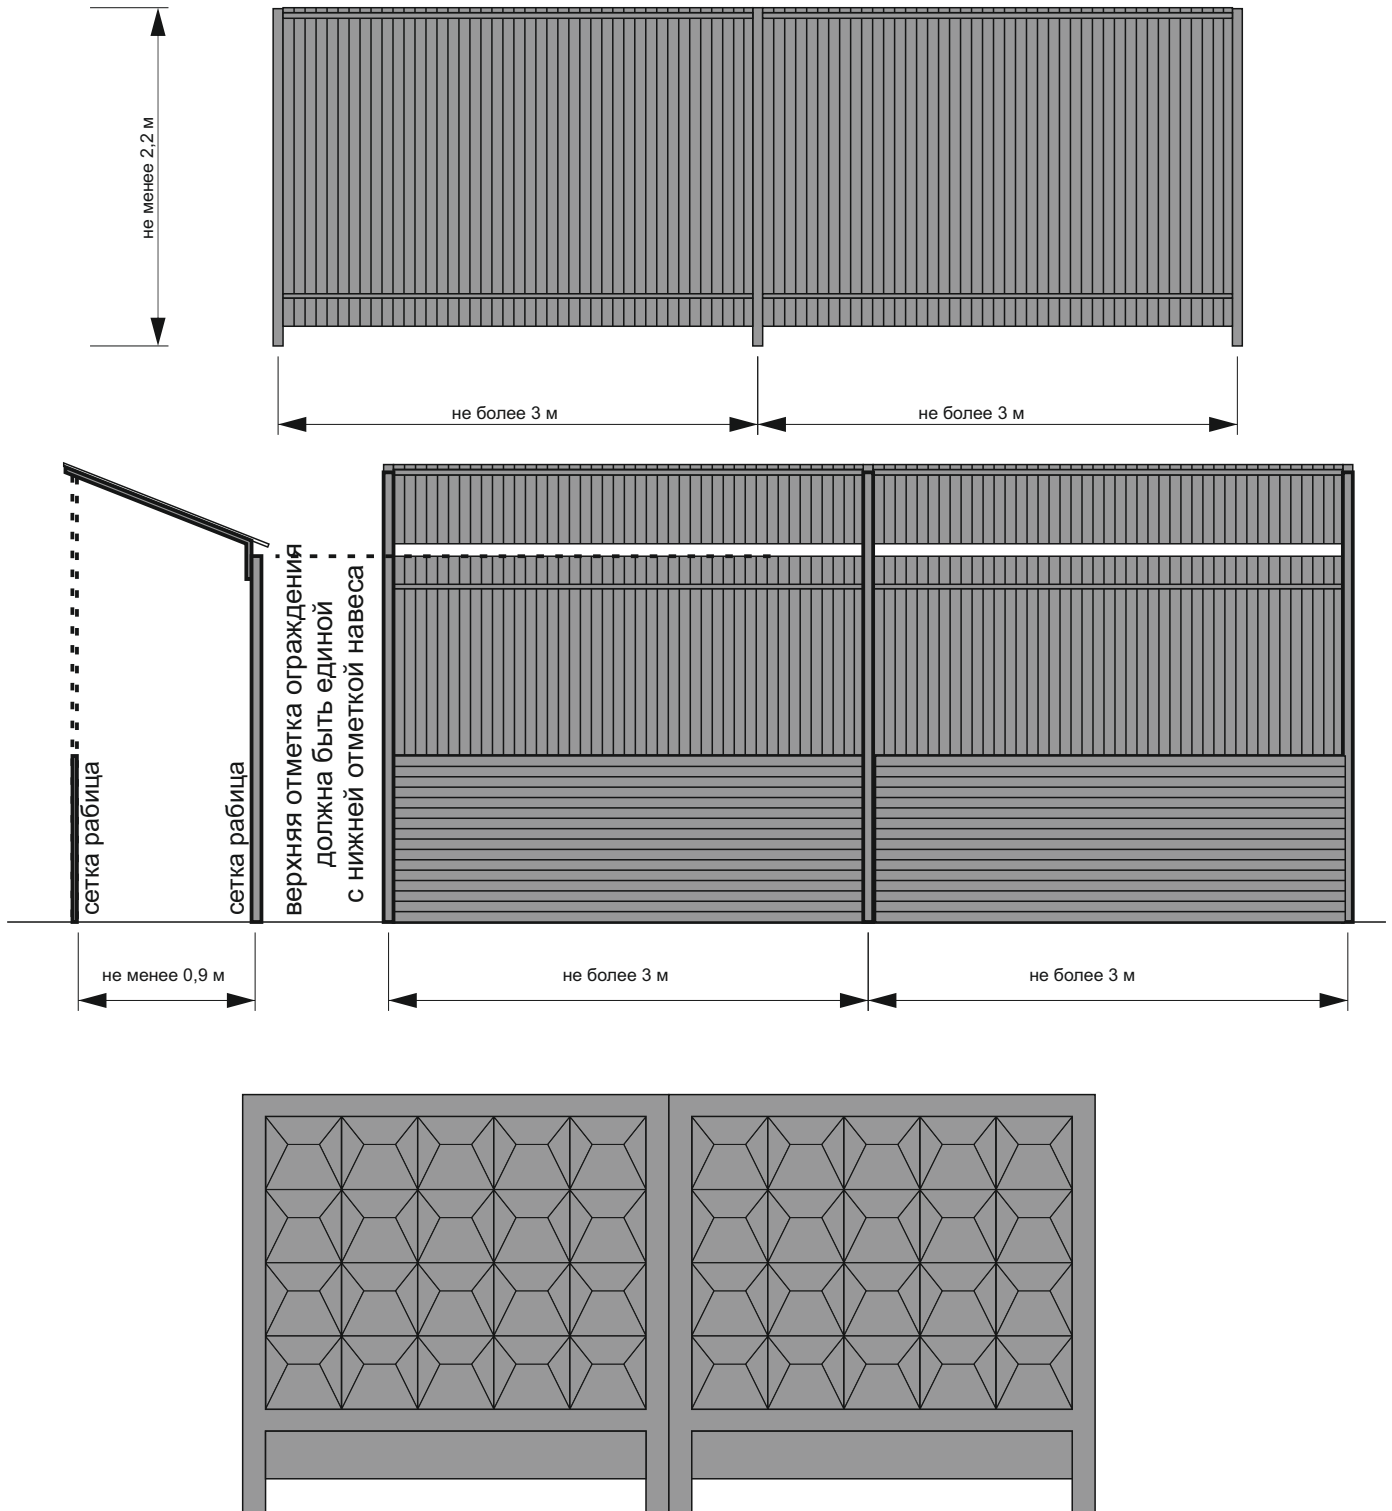 не менее 2,2 м
не более 3 м
не более 3 м
сетка рабица
сетка рабица
верхняя отметка ограждения
должна быть единой
с нижней отметкой навеса
не менее 0,9 м
не более 3 м
не более 3 м